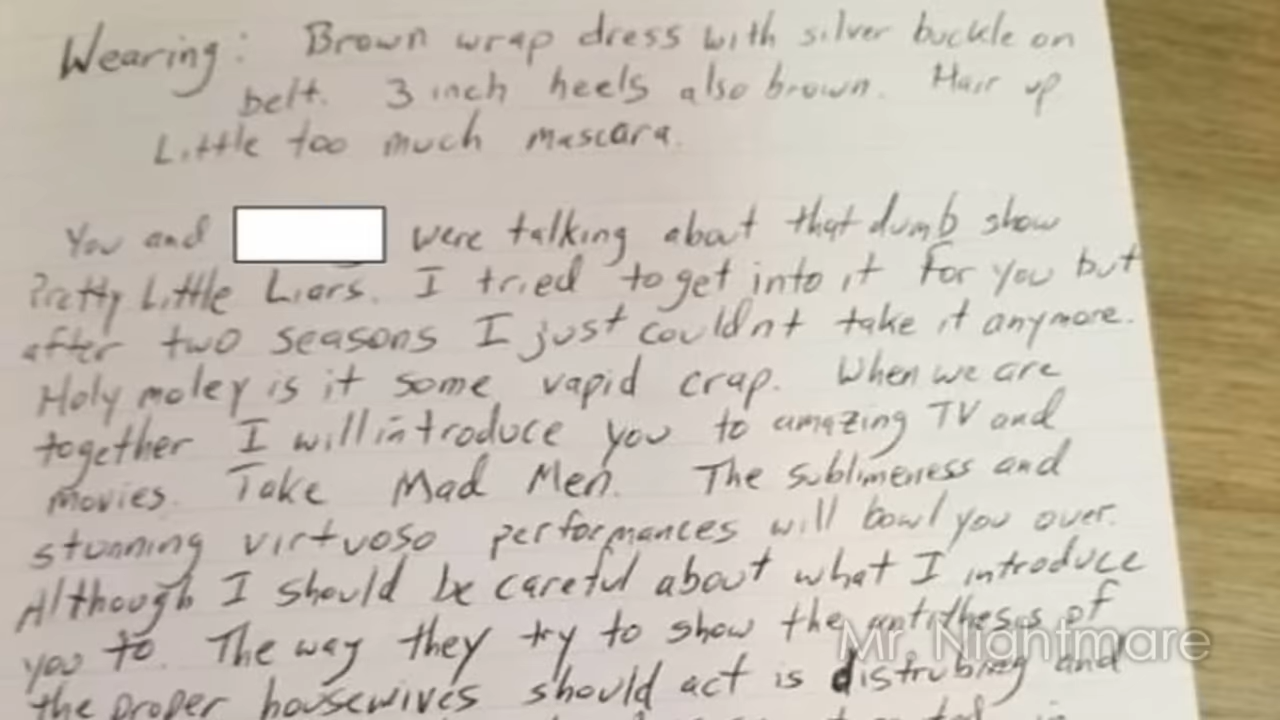 Wearing: Brown wrap dress with silver buckle on
belt. 3 inch heels also brown. Hair up
Little too much mascara.
You and were talking about that dumb show
Pretty Little Liars. I tried to get into it for you but
after two seasons I just couldnt take it anymore.
Holy moley is it some vapid crap. When we are
together I will introduce you to amazing TV and
movies. Take Mad Men. The sublimeness and
stunning virtuoso performances will bowl you over.
Although I should be careful about what I introduce
you to. The way they try to show the antithesis of
the proper housewives should act is distrubing and
Mr. Nightmare